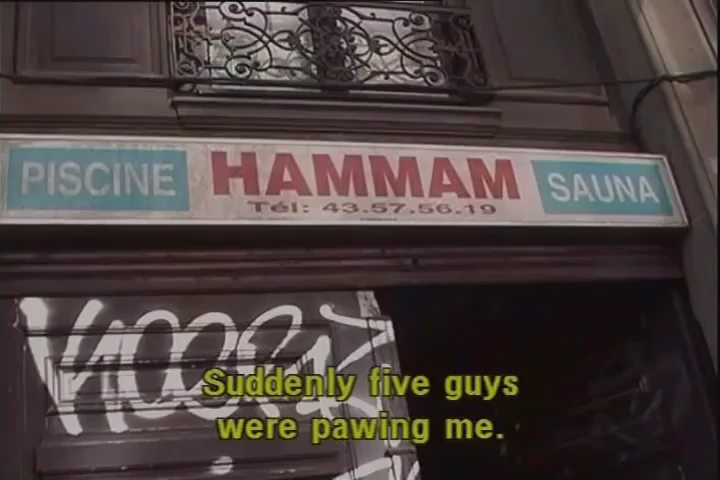 PISCINE HAMMAM SAUNA
Tél: 43.57.56.19
Suddenly five guys
were pawing me.